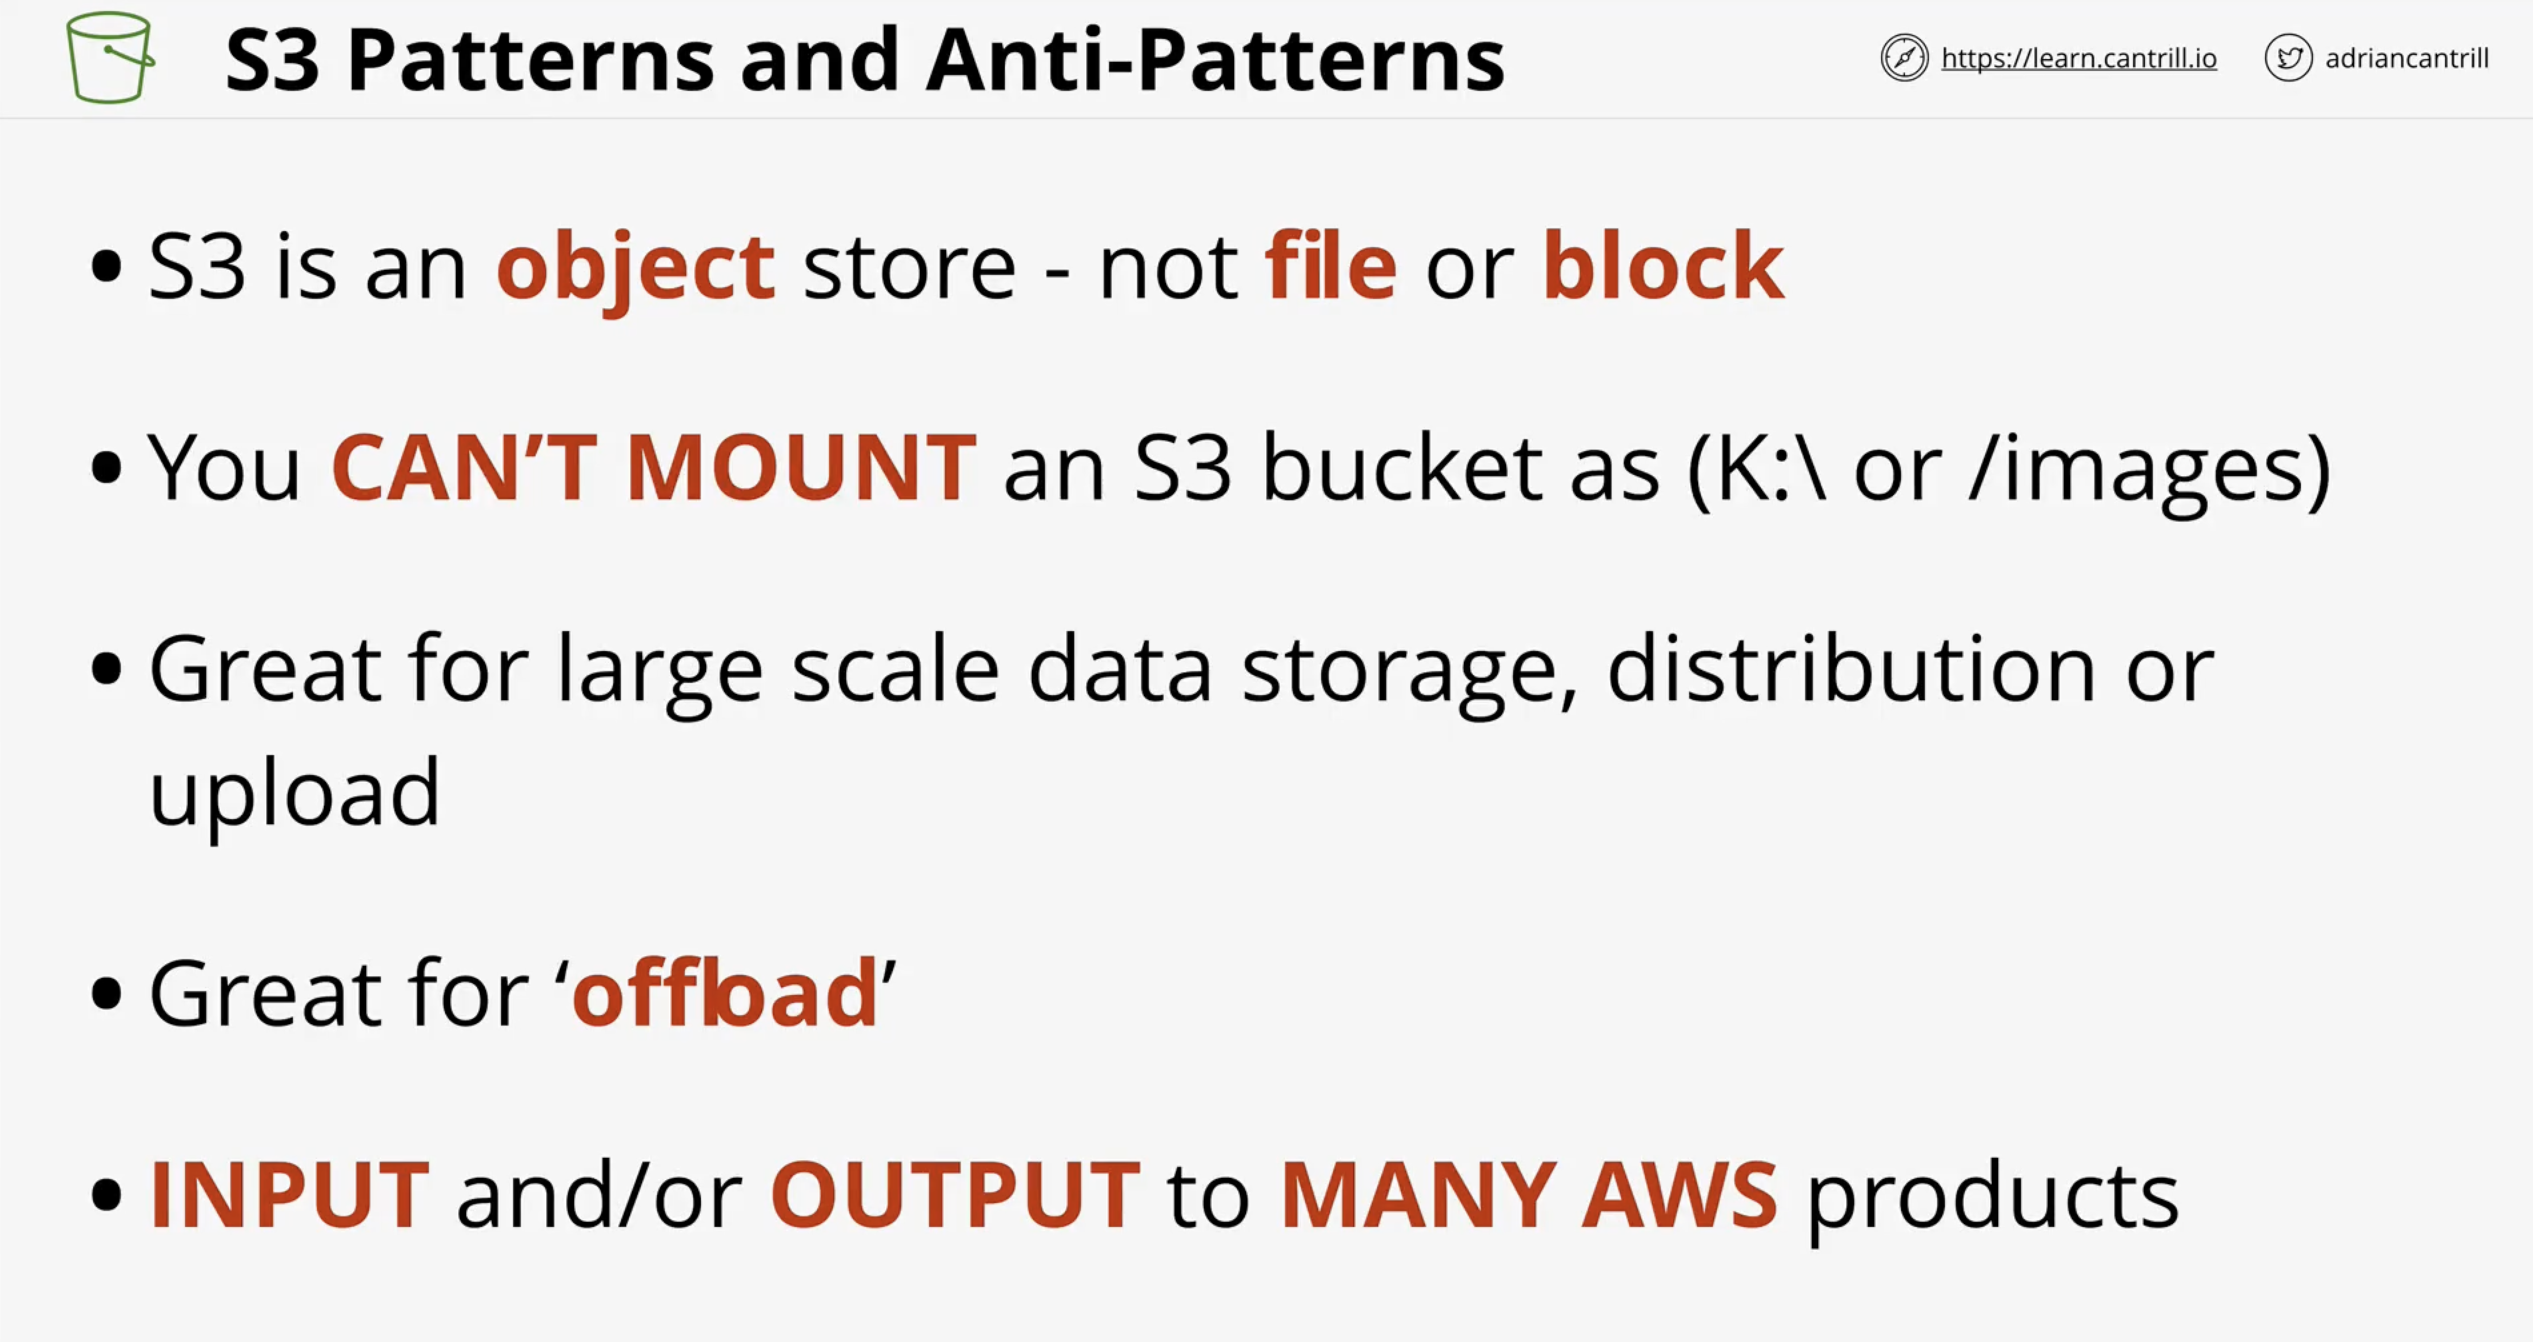 S3 Patterns and Anti-Patterns
https://learn.cantrill.io
adriancantrill
• S3 is an object store - not file or block
• You CAN’T MOUNT an S3 bucket as (K:\ or /images)
• Great for large scale data storage, distribution or
upload
• Great for ‘offload’
• INPUT and/or OUTPUT to MANY AWS products